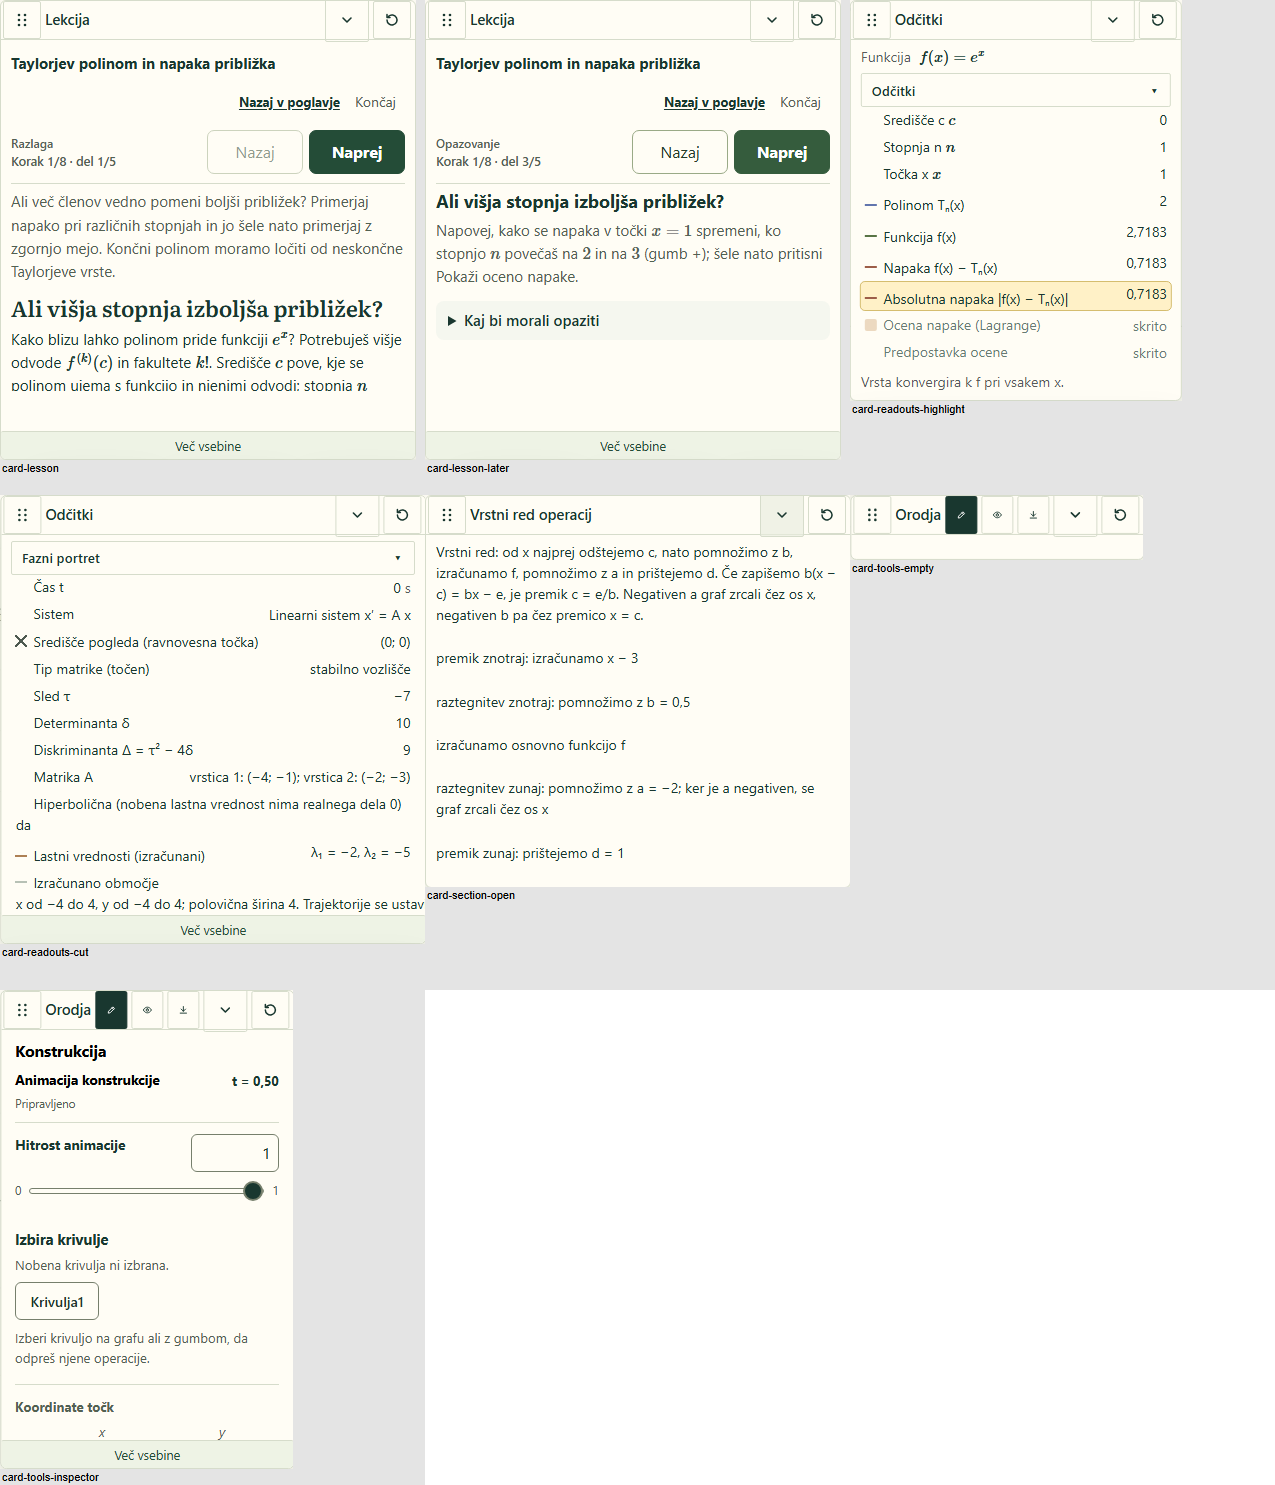 Lekcija
Taylorjev polinom in napaka približka
Nazaj v poglavje Končaj
Razlaga
Korak 1/8 · del 1/5
Nazaj Naprej
Ali več členov vedno pomeni boljši približek? Primerjaj
napako pri različnih stopnjah in jo šele nato primerjaj z
zgornjo mejo. Končni polinom moramo ločiti od neskončne
Taylorjeve vrste.
Ali višja stopnja izboljša približek?
Kako blizu lahko polinom pride funkciji eˣ? Potrebuješ višje
odvode f⁽ᵏ⁾(c) in fakultete k!. Središče c pove, kje se
polinom ujema s funkcijo in njenimi odvodi; stopnja n
Več vsebine
card-lesson
Lekcija
Taylorjev polinom in napaka približka
Nazaj v poglavje Končaj
Opazovanje
Korak 1/8 · del 3/5
Nazaj Naprej
Ali višja stopnja izboljša približek?
Napovej, kako se napaka v točki x = 1 spremeni, ko
stopnjo n povečaš na 2 in na 3 (gumb +); šele nato pritisni
Pokaži oceno napake.
Kaj bi morali opaziti
Več vsebine
card-lesson-later
Odčitki
Funkcija f(x) = eˣ
Odčitki
Središče c c 0
Stopnja n n 1
Točka x x 1
Polinom Tₙ(x) 2
Funkcija f(x) 2,7183
Napaka f(x) − Tₙ(x) 0,7183
Absolutna napaka |f(x) − Tₙ(x)| 0,7183
Ocena napake (Lagrange) skrito
Predpostavka ocene skrito
Vrsta konvergira k f pri vsakem x.
card-readouts-highlight
Odčitki
Fazni portret
Čas t 0 s
Sistem Linearni sistem x′ = A x
Središče pogleda (ravnovesna točka) (0; 0)
Tip matrike (točen) stabilno vozlišče
Sled τ −7
Determinanta δ 10
Diskriminanta Δ = τ² − 4δ 9
Matrika A vrstica 1: (−4; −1); vrstica 2: (−2; −3)
Hiperbolična (nobena lastna vrednost nima realnega dela 0)
da
Lastni vrednosti (izračunani) λ₁ = −2, λ₂ = −5
Izračunano območje
x od −4 do 4, y od −4 do 4; polovična širina 4. Trajektorije se ustav
Več vsebine
card-readouts-cut
Vrstni red operacij
Vrstni red: od x najprej odštejemo c, nato pomnožimo z b,
izračunamo f, pomnožimo z a in prištejemo d. Če zapišemo b(x −
c) = bx − e, je premik c = e/b. Negativen a graf zrcali čez os x,
negativen b pa čez premico x = c.
premik znotraj: izračunamo x − 3
raztegnitev znotraj: pomnožimo z b = 0,5
izračunamo osnovno funkcijo f
raztegnitev zunaj: pomnožimo z a = −2; ker je a negativen, se
graf zrcali čez os x
premik zunaj: prištejemo d = 1
card-section-open
Orodja
card-tools-empty
Orodja
Konstrukcija
Animacija konstrukcije t = 0,50
Pripravljeno
Hitrost animacije 1
0 1
Izbira krivulje
Nobena krivulja ni izbrana.
Krivulja1
Izberi krivuljo na grafu ali z gumbom, da
odpreš njene operacije.
Koordinate točk
x y
Več vsebine
card-tools-inspector